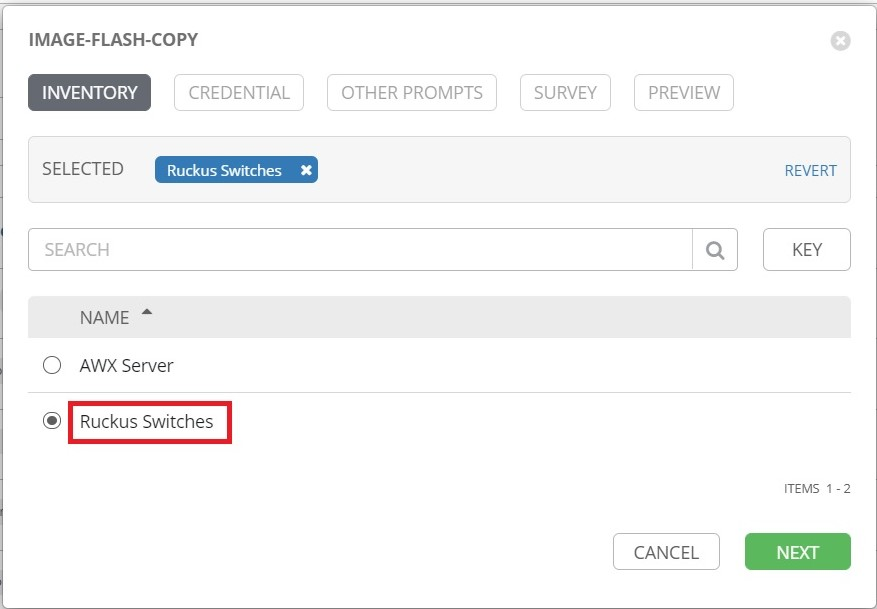 IMAGE-FLASH-COPY
INVENTORY CREDENTIAL OTHER PROMPTS SURVEY PREVIEW
SELECTED Ruckus Switches REVERT
SEARCH KEY
NAME
AWX Server
Ruckus Switches
ITEMS 1 - 2
CANCEL NEXT